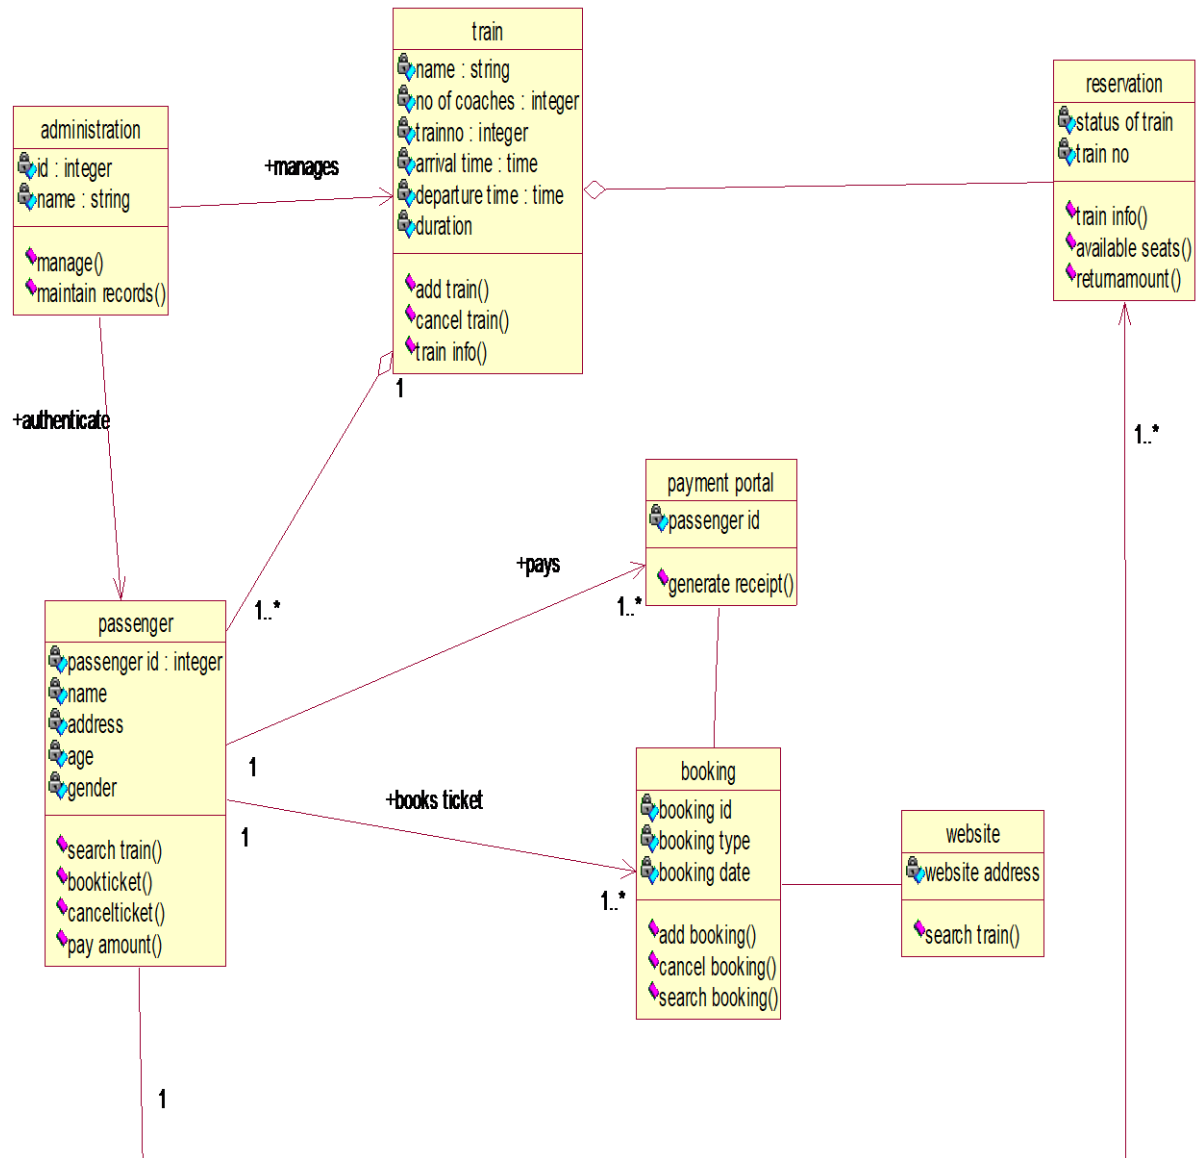 train
name : string
no of coaches : integer
trainno : integer
arrival time : time
departure time : time
duration
add train()
cancel train()
train info()
reservation
status of train
train no
train info()
available seats()
returnamount()
administration
id : integer
name : string
manage()
maintain records()
+manages
+authenticate
1
1..*
1..*
payment portal
passenger id
generate receipt()
+pays
1..*
1
passenger
passenger id : integer
name
address
age
gender
search train()
bookticket()
cancelticket()
pay amount()
+books ticket
1
1..*
booking
booking id
booking type
booking date
add booking()
cancel booking()
search booking()
website
website address
search train()
1